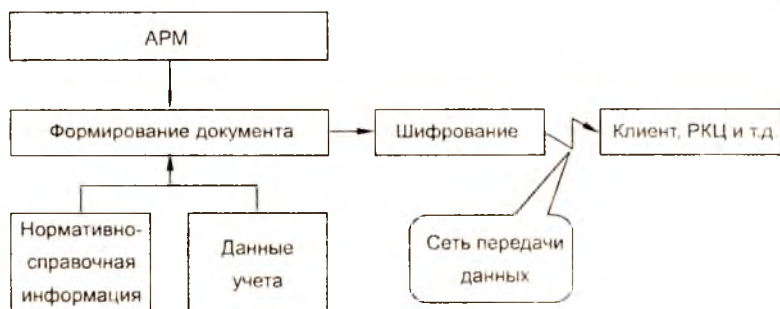 АРМ
Формирование документа
Шифрование
Клиент, РКЦ и т.д.
Нормативно-
справочная
информация
Данные
учета
Сеть передачи
данных